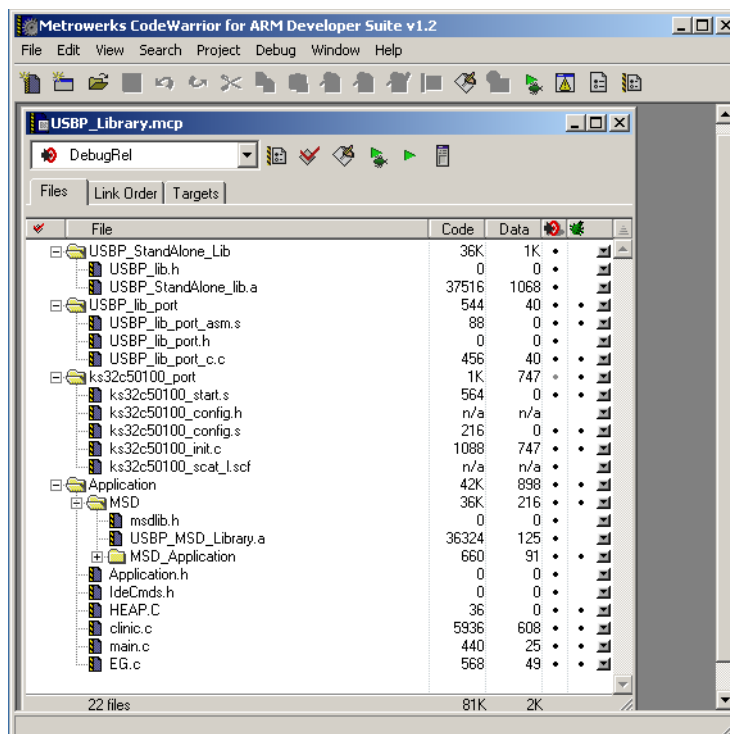 Metrowerks CodeWarrior for ARM Developer Suite v1.2
File Edit View Search Project Debug Window Help
USBP_Library.mcp
DebugRel
Files Link Order Targets
File Code Data
USBP_StandAlone_Lib 36K 1K
USBP_lib.h 0 0
USBP_StandAlone_lib.a 37516 1068
USBP_lib_port 544 40
USBP_lib_port_asm.s 88 0
USBP_lib_port.h 0 0
USBP_lib_port_c.c 456 40
ks32c50100_port 1K 747
ks32c50100_start.s 564 0
ks32c50100_config.h n/a n/a
ks32c50100_config.s 216 0
ks32c50100_init.c 1088 747
ks32c50100_scat_l.scf n/a n/a
Application 42K 898
MSD 36K 216
msdlib.h 0 0
USBP_MSD_Library.a 36324 125
MSD_Application 660 91
Application.h 0 0
IdeCmds.h 0 0
HEAP.C 36 0
clinic.c 5936 608
main.c 440 25
EG.c 568 49
22 files 81K 2K